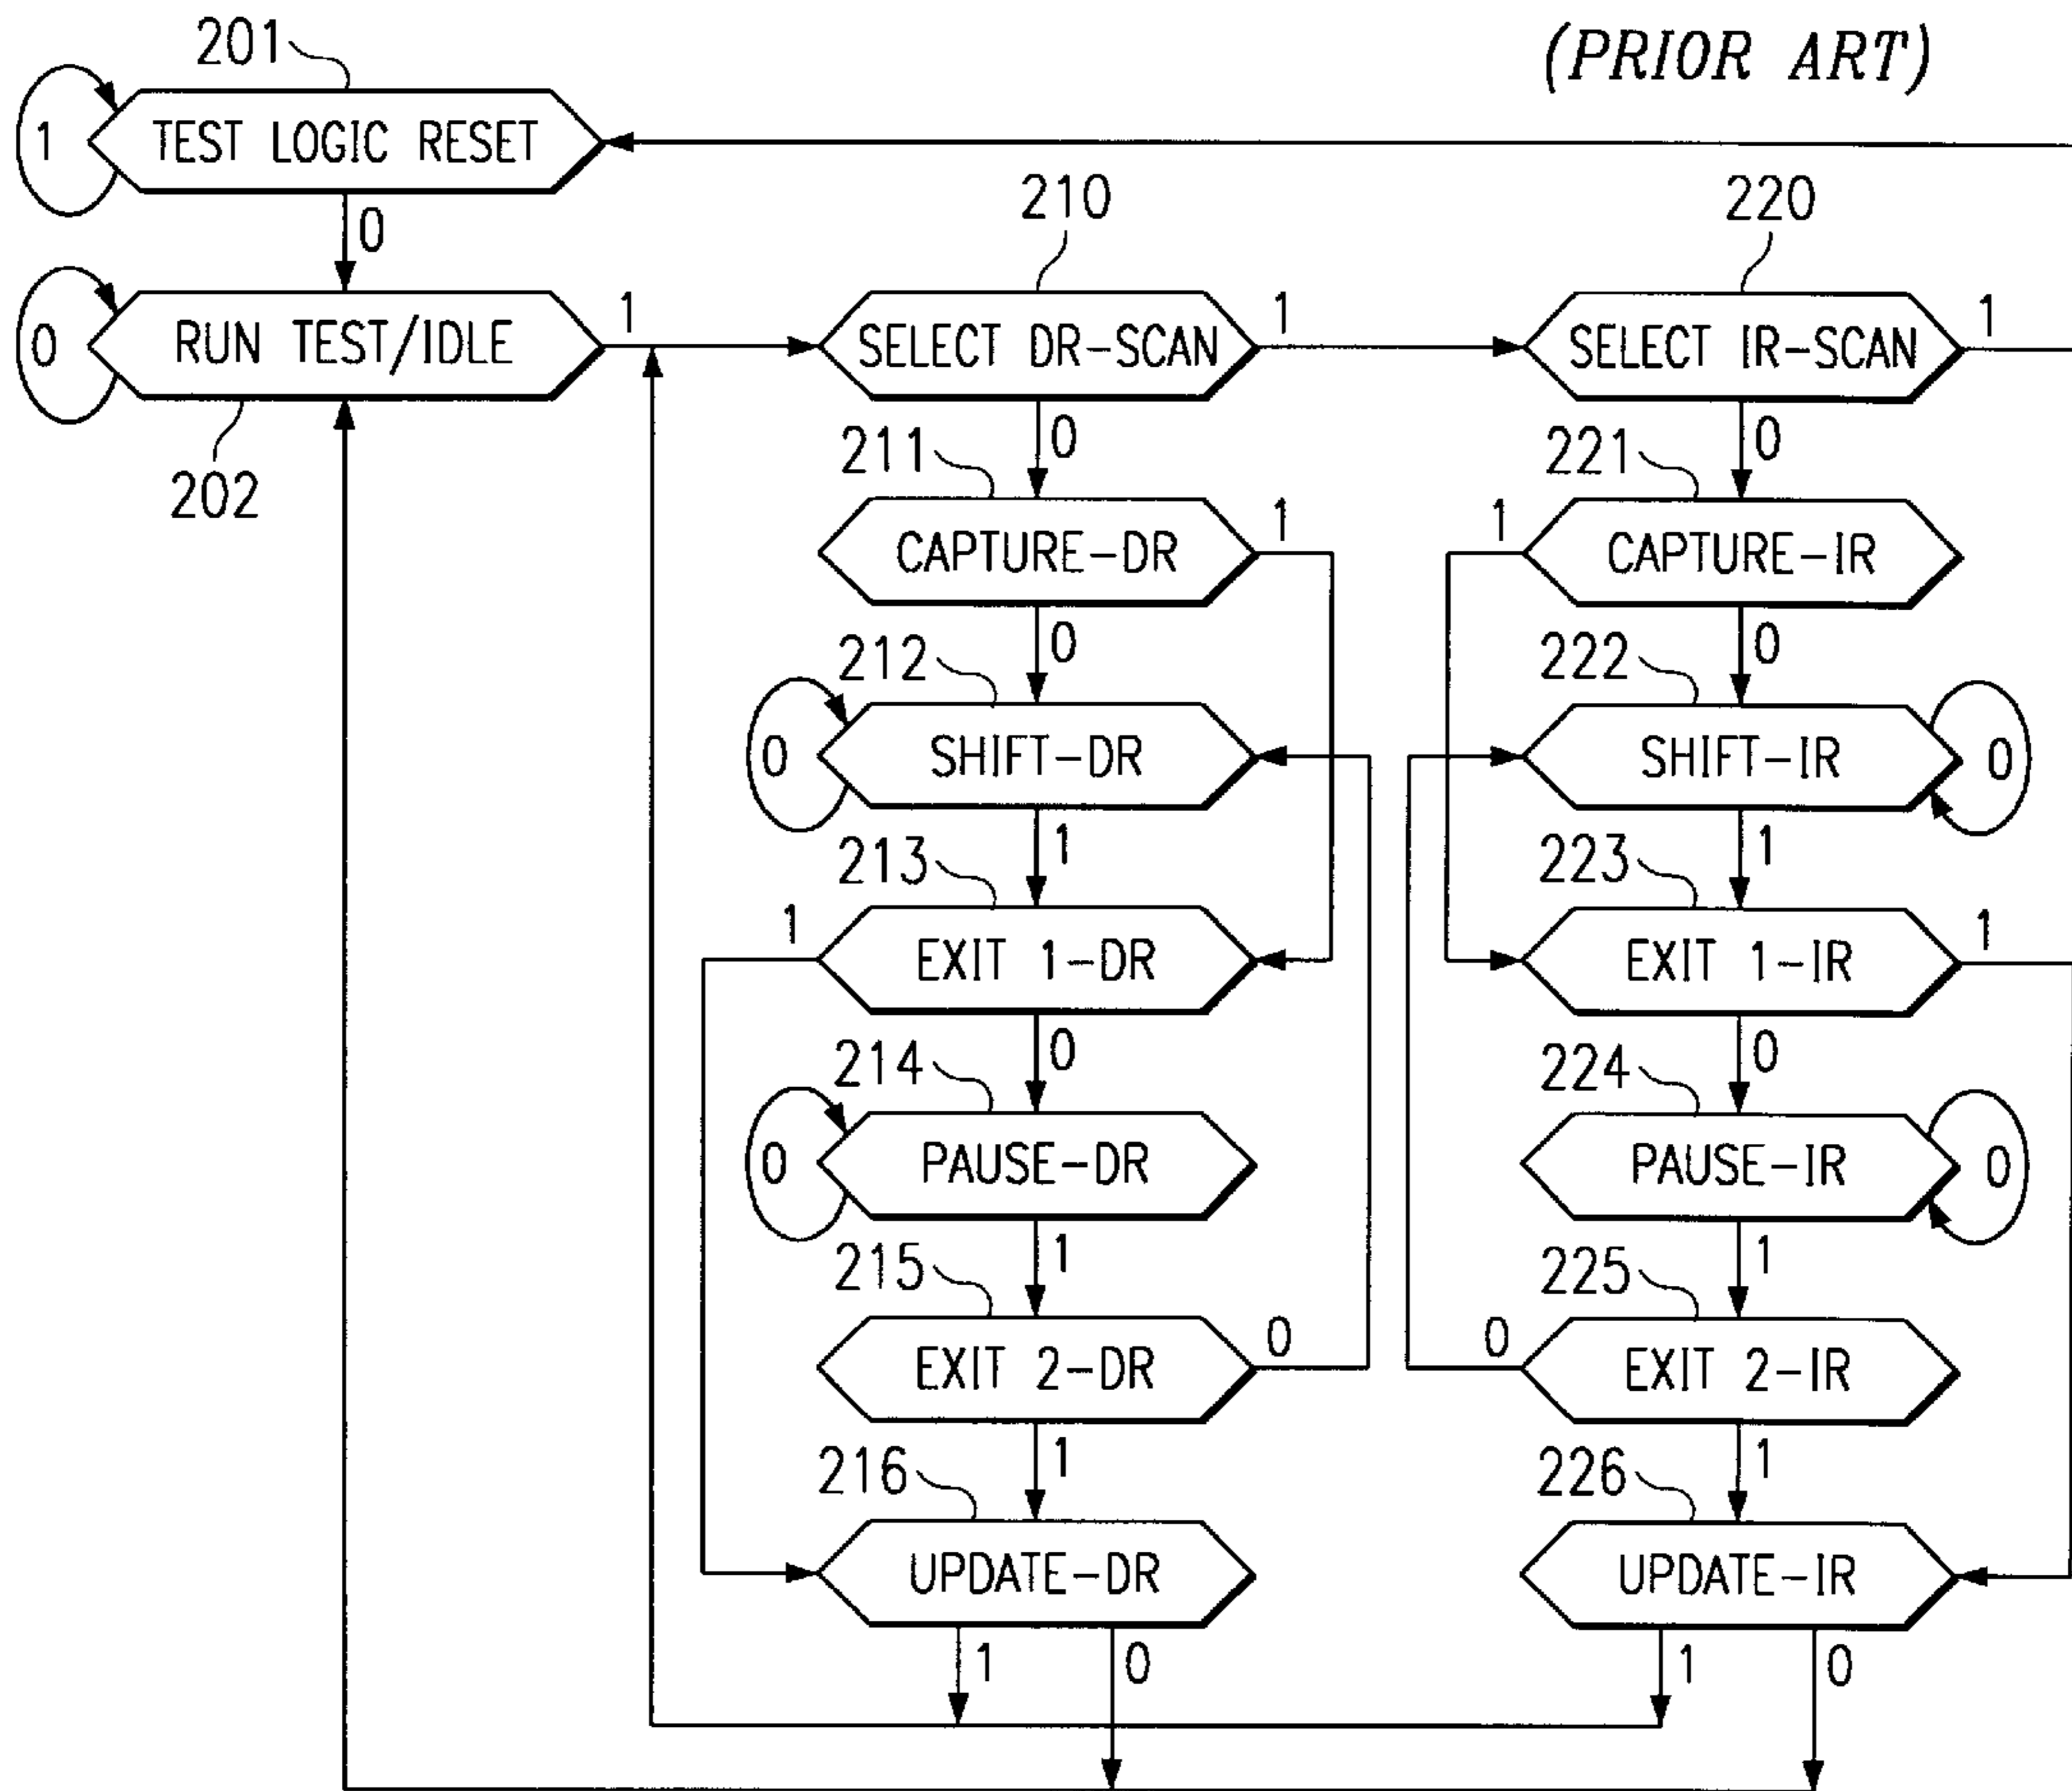 (PRIOR ART)
201
1
TEST LOGIC RESET
0
210
220
0
RUN TEST/IDLE
1
SELECT DR-SCAN
1
SELECT IR-SCAN
1
202
0
0
211
221
CAPTURE-DR
1
1
CAPTURE-IR
0
0
212
222
0
SHIFT-DR
SHIFT-IR
0
1
1
213
223
1
EXIT 1-DR
EXIT 1-IR
1
0
0
214
224
0
PAUSE-DR
PAUSE-IR
0
1
1
215
225
EXIT 2-DR
0
0
EXIT 2-IR
1
1
216
226
UPDATE-DR
UPDATE-IR
1
0
1
0